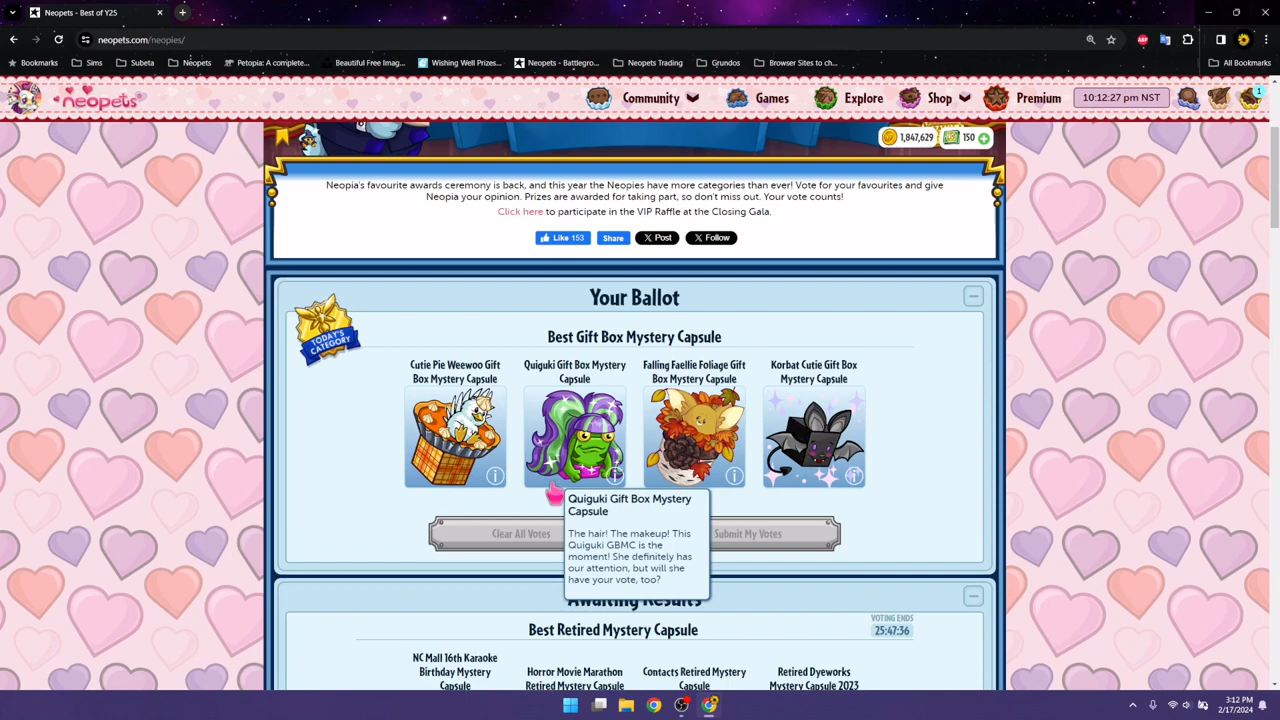 Neopets - Best of Y25
neopets.com/neopies/
Bookmarks
Sims
Subeta
Neopets
Petopia: A complete...
Beautiful Free Imag...
Wishing Well Prizes...
Neopets - Battlegro...
Neopets Trading
Grundos
Browser Sites to ch...
All Bookmarks
neopets
Community
Games
Explore
Shop
Premium
10:12:27 pm NST
1
1,847,629
150
Neopia's favourite awards ceremony is back, and this year the Neopies have more categories than ever! Vote for your favourites and give
Neopia your opinion. Prizes are awarded for taking part, so don't miss out. Your vote counts!
Click here to participate in the VIP Raffle at the Closing Gala.
Like 153
Share
X Post
X Follow
Your Ballot
TODAY'S
CATEGORY
Best Gift Box Mystery Capsule
Cutie Pie Weewoo Gift
Box Mystery Capsule
Quiguki Gift Box Mystery
Capsule
Falling Faellie Foliage Gift
Box Mystery Capsule
Korbat Cutie Gift Box
Mystery Capsule
Quiguki Gift Box Mystery
Capsule
The hair! The makeup! This
Quiguki GBMC is the
moment! She definitely has
our attention, but will she
have your vote, too?
Clear All Votes
Submit My Votes
Awaiting Results
VOTING ENDS
25:47:36
Best Retired Mystery Capsule
NC Mall 16th Karaoke
Birthday Mystery
Capsule
Horror Movie Marathon
Retired Mystery Capsule
Contacts Retired Mystery
Capsule
Retired Dyeworks
Mystery Capsule 2023
3:12 PM
2/17/2024